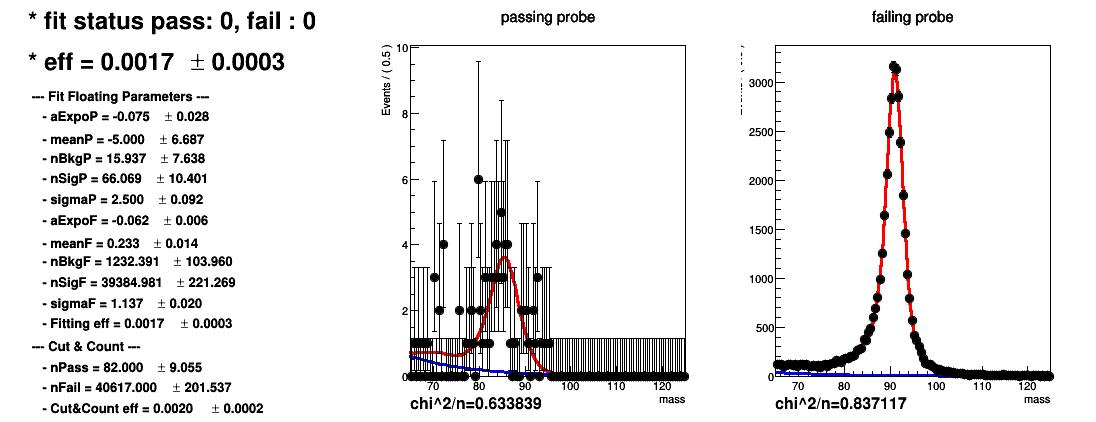 * fit status pass: 0, fail : 0
* eff = 0.0017 ± 0.0003
--- Fit Floating Parameters ---
- aExpoP = -0.075 ± 0.028
- meanP = -5.000 ± 6.687
- nBkgP = 15.937 ± 7.638
- nSigP = 66.069 ± 10.401
- sigmaP = 2.500 ± 0.092
- aExpoF = -0.062 ± 0.006
- meanF = 0.233 ± 0.014
- nBkgF = 1232.391 ± 103.960
- nSigF = 39384.981 ± 221.269
- sigmaF = 1.137 ± 0.020
- Fitting eff = 0.0017 ± 0.0003
--- Cut & Count ---
- nPass = 82.000 ± 9.055
- nFail = 40617.000 ± 201.537
- Cut&Count eff = 0.0020 ± 0.0002
passing probe
Events / ( 0.5 )
10
8
6
4
2
0
70 80 90 100 110 120
mass
chi^2/n=0.633839
failing probe
3000
2500
2000
1500
1000
500
0
70 80 90 100 110 120
mass
chi^2/n=0.837117